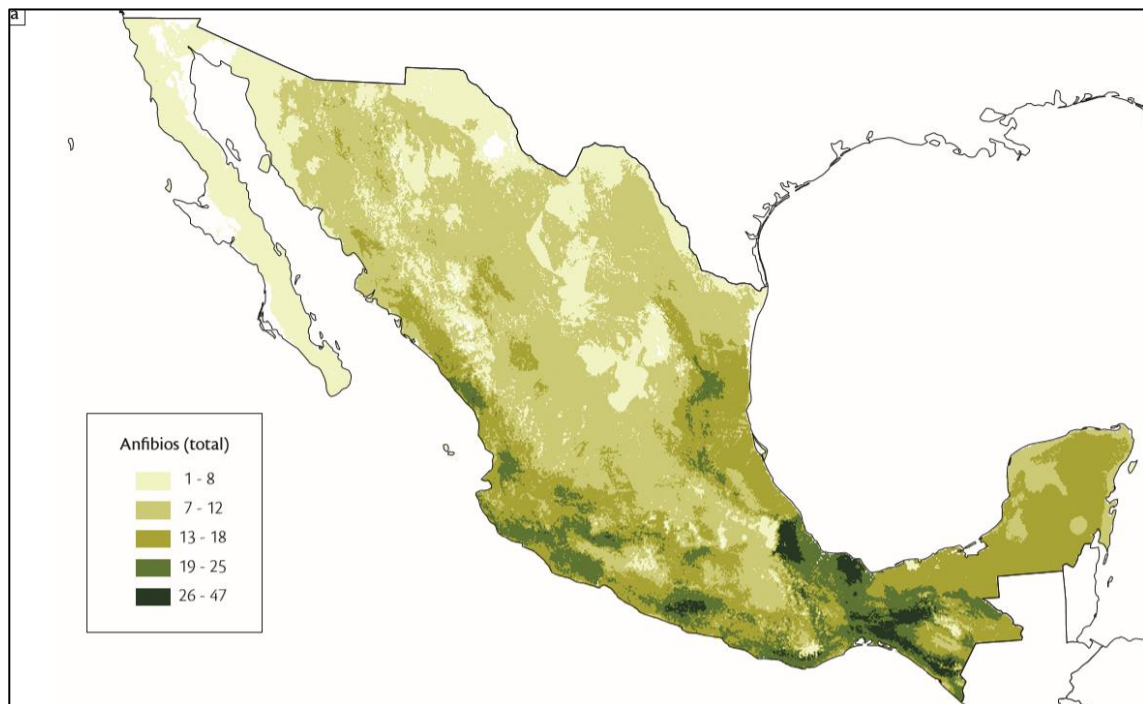 a
Anfibios (total)
1 - 8
7 - 12
13 - 18
19 - 25
26 - 47